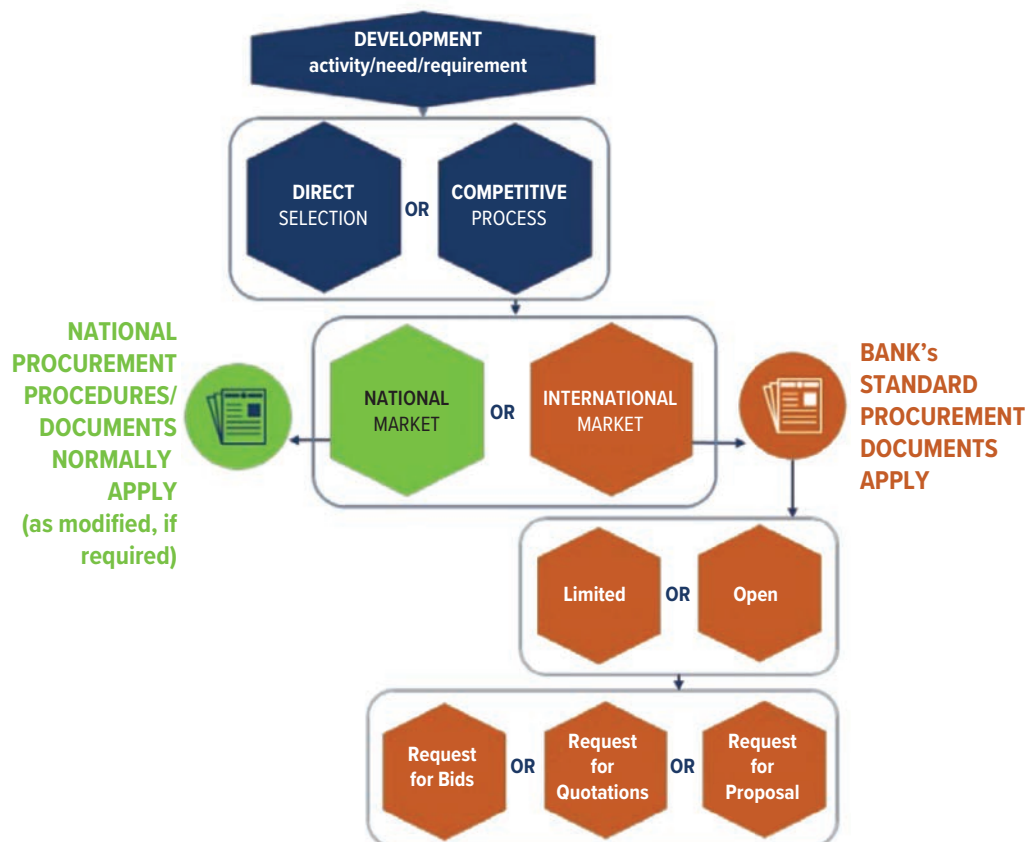 DEVELOPMENT
activity/need/requirement
DIRECT
SELECTION
OR
COMPETITIVE
PROCESS
NATIONAL
PROCUREMENT
PROCEDURES/
DOCUMENTS
NORMALLY
APPLY
(as modified, if
required)
NATIONAL
MARKET
OR
INTERNATIONAL
MARKET
BANK's
STANDARD
PROCUREMENT
DOCUMENTS
APPLY
Limited
OR
Open
Request
for Bids
OR
Request
for
Quotations
OR
Request
for
Proposal